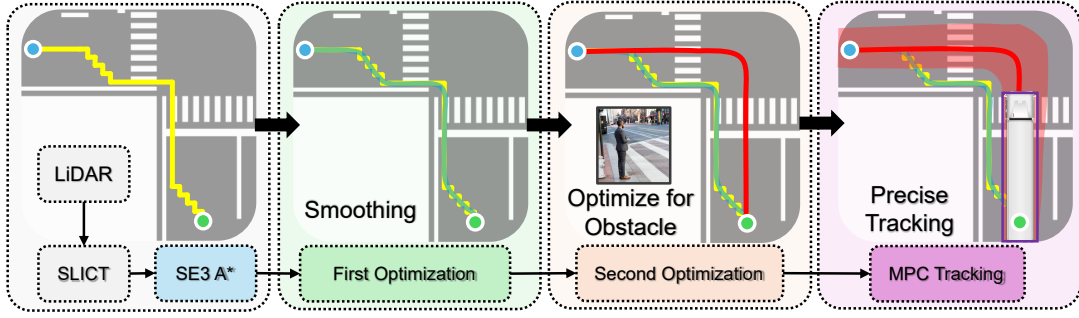 LiDAR
SLICT
SE3 A*
Smoothing
First Optimization
Optimize for
Obstacle
Second Optimization
Precise
Tracking
MPC Tracking